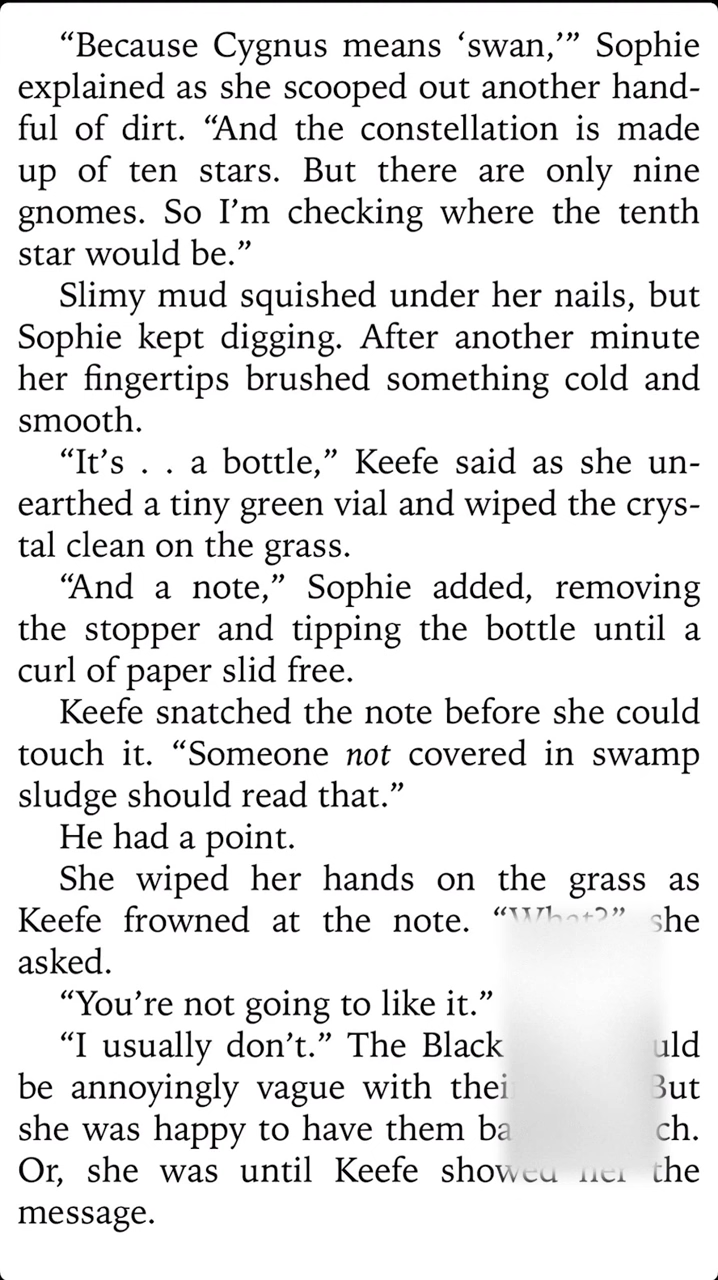 “Because Cygnus means ‘swan,’” Sophie
explained as she scooped out another hand-
ful of dirt. “And the constellation is made
up of ten stars. But there are only nine
gnomes. So I’m checking where the tenth
star would be.”
Slimy mud squished under her nails, but
Sophie kept digging. After another minute
her fingertips brushed something cold and
smooth.
“It’s . . a bottle,” Keefe said as she un-
earthed a tiny green vial and wiped the crys-
tal clean on the grass.
“And a note,” Sophie added, removing
the stopper and tipping the bottle until a
curl of paper slid free.
Keefe snatched the note before she could
touch it. “Someone not covered in swamp
sludge should read that.”
He had a point.
She wiped her hands on the grass as
Keefe frowned at the note. “What?” she
asked.
“You’re not going to like it.”
“I usually don’t.” The Black
be annoyingly vague with But
she was happy to have them
Or, she was until Keefe showed her the
message.